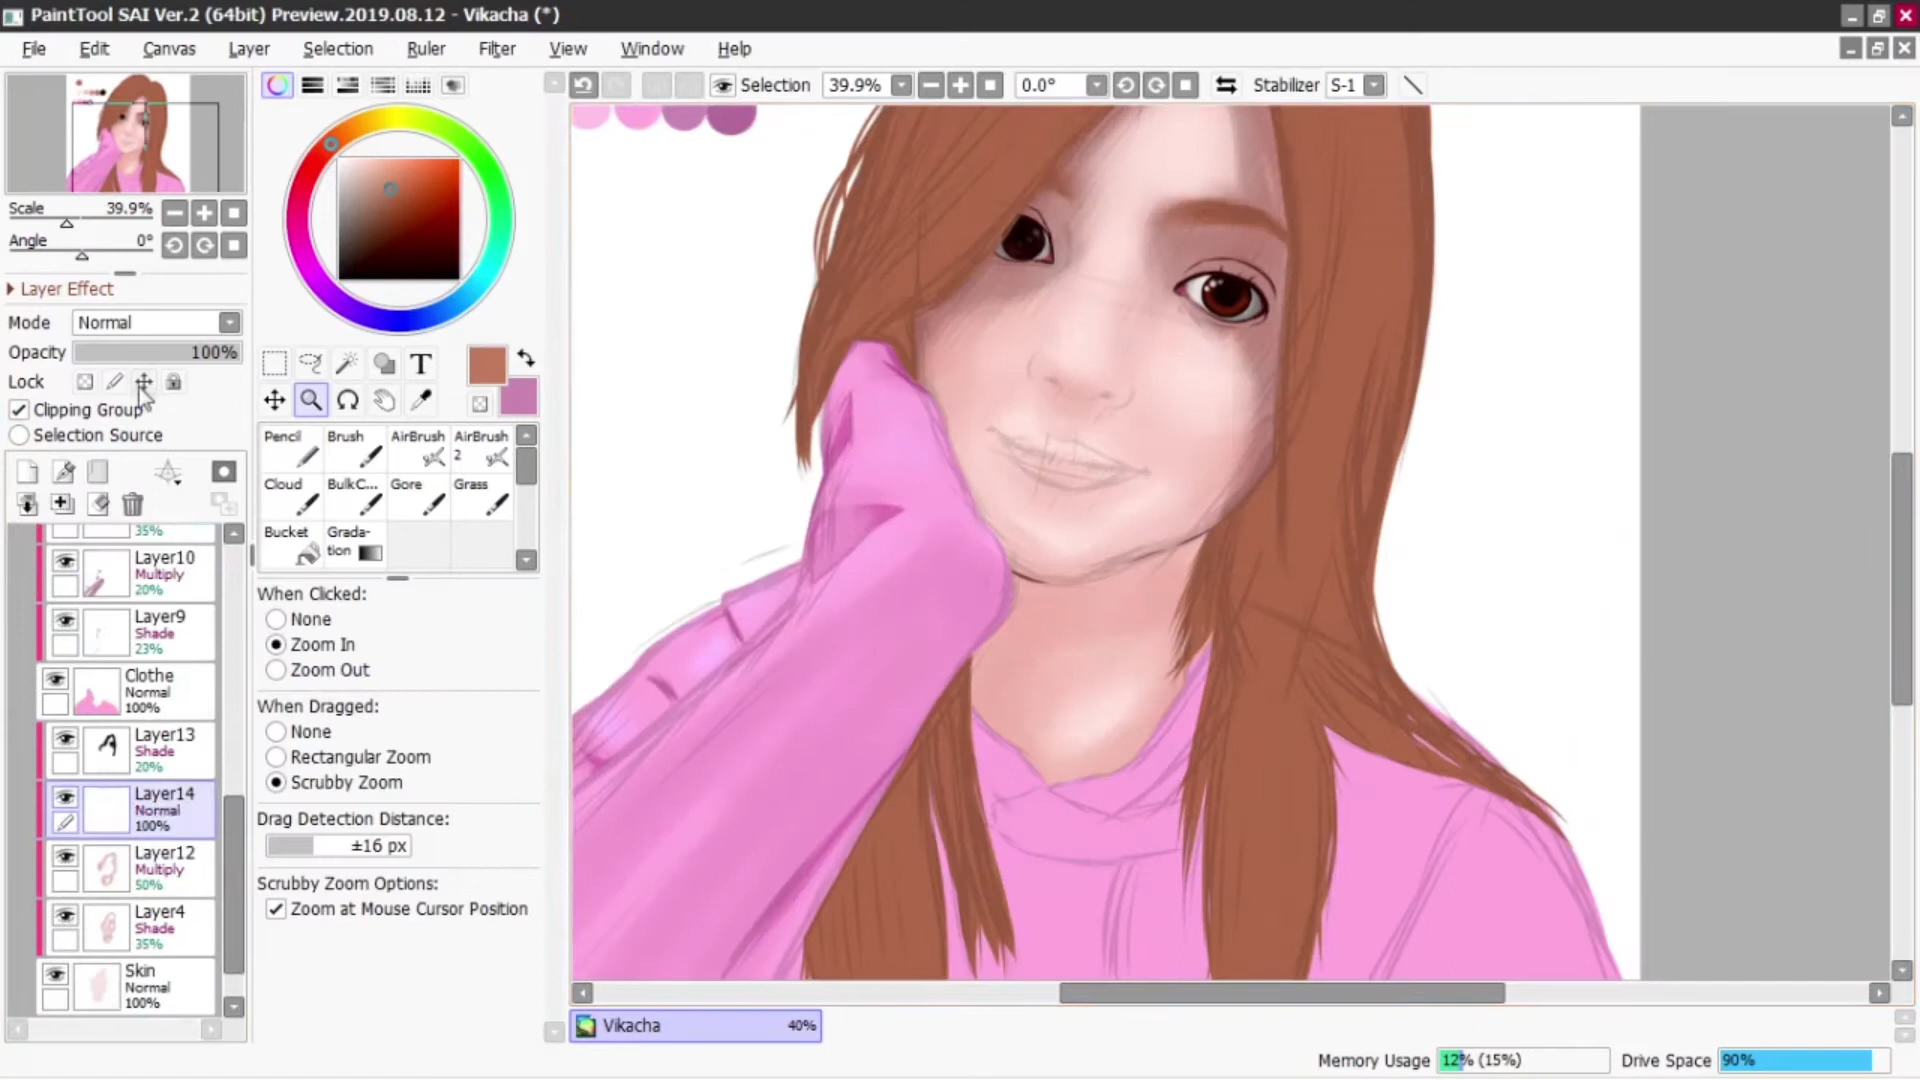 PaintTool SAI Ver.2 (64bit) Preview.2019.08.12 - Vikacha (*)
File Edit Canvas Layer Selection Ruler Filter View Window Help
Selection 39.9% 0.0° Stabilizer S-1
Scale 39.9%
Angle 0°
Layer Effect
Mode Normal
Opacity 100%
Lock
Clipping Group
Selection Source
35%
Layer10
Multiply
20%
Layer9
Shade
23%
Clothe
Normal
100%
Layer13
Shade
20%
Layer14
Normal
100%
Layer12
Multiply
50%
Layer4
Shade
35%
Skin
Normal
100%
T
Pencil Brush AirBrush AirBrush 2
Cloud BulkC... Gore Grass
Bucket Grada-
tion
When Clicked:
None
Zoom In
Zoom Out
When Dragged:
None
Rectangular Zoom
Scrubby Zoom
Drag Detection Distance:
±16 px
Scrubby Zoom Options:
Zoom at Mouse Cursor Position
Vikacha 40%
Memory Usage 12% (15%) Drive Space 90%